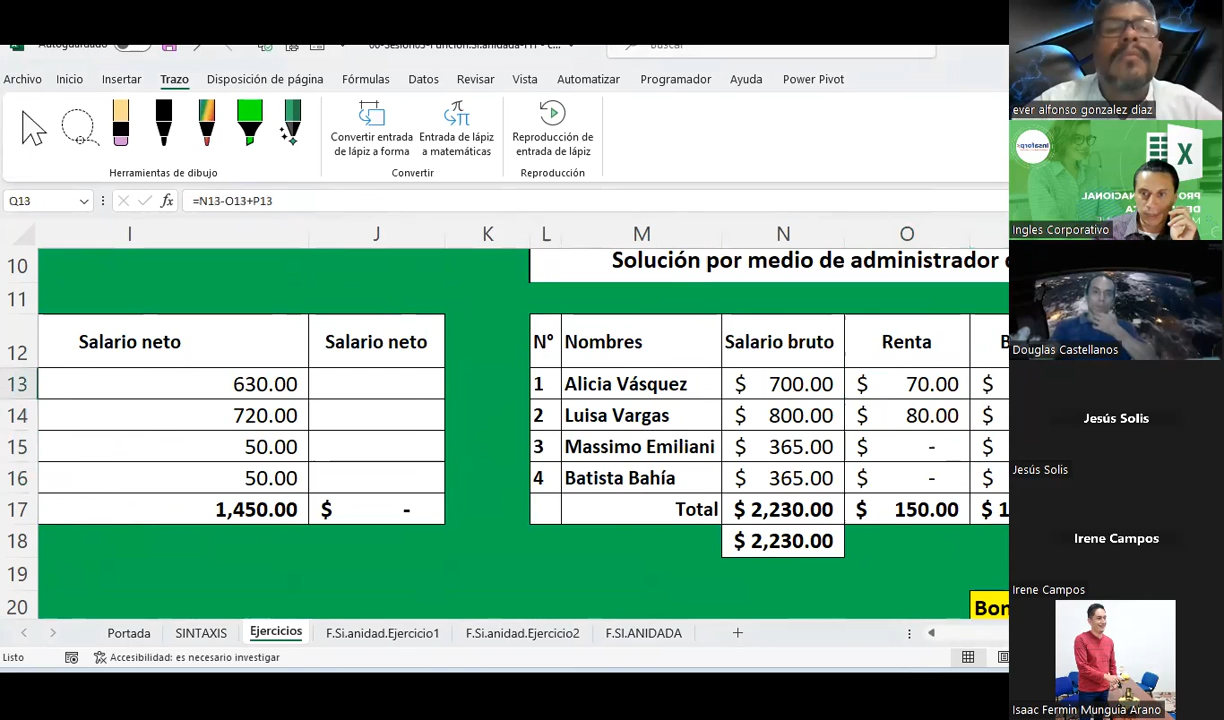 Archivo Inicio Insertar Trazo Disposición de página Fórmulas Datos Revisar Vista Automatizar Programador Ayuda Power Pivot
Convertir entrada de lápiz a forma
Entrada de lápiz a matemáticas
Reproducción de entrada de lápiz
Herramientas de dibujo Convertir Reproducción
Q13 fx =N13-O13+P13
I J K L M N O
10 Solución por medio de administrador
11
12 Salario neto Salario neto N° Nombres Salario bruto Renta
13 630.00 1 Alicia Vásquez $ 700.00 $ 70.00 $
14 720.00 2 Luisa Vargas $ 800.00 $ 80.00 $
15 50.00 3 Massimo Emiliani $ 365.00 $ - $
16 50.00 4 Batista Bahía $ 365.00 $ - $
17 1,450.00 $ - Total $ 2,230.00 $ 150.00 $ 1
18 $ 2,230.00
19
20 Bon
Portada SINTAXIS Ejercicios F.Si.anidad.Ejercicio1 F.Si.anidad.Ejercicio2 F.SI.ANIDADA +
Listo Accesibilidad: es necesario investigar
ever alfonso gonzalez diaz
insaforp
X
Ingles Corporativo
Douglas Castellanos
Jesús Solis
Jesús Solis
Irene Campos
Irene Campos
Isaac Fermin Munguia Arano